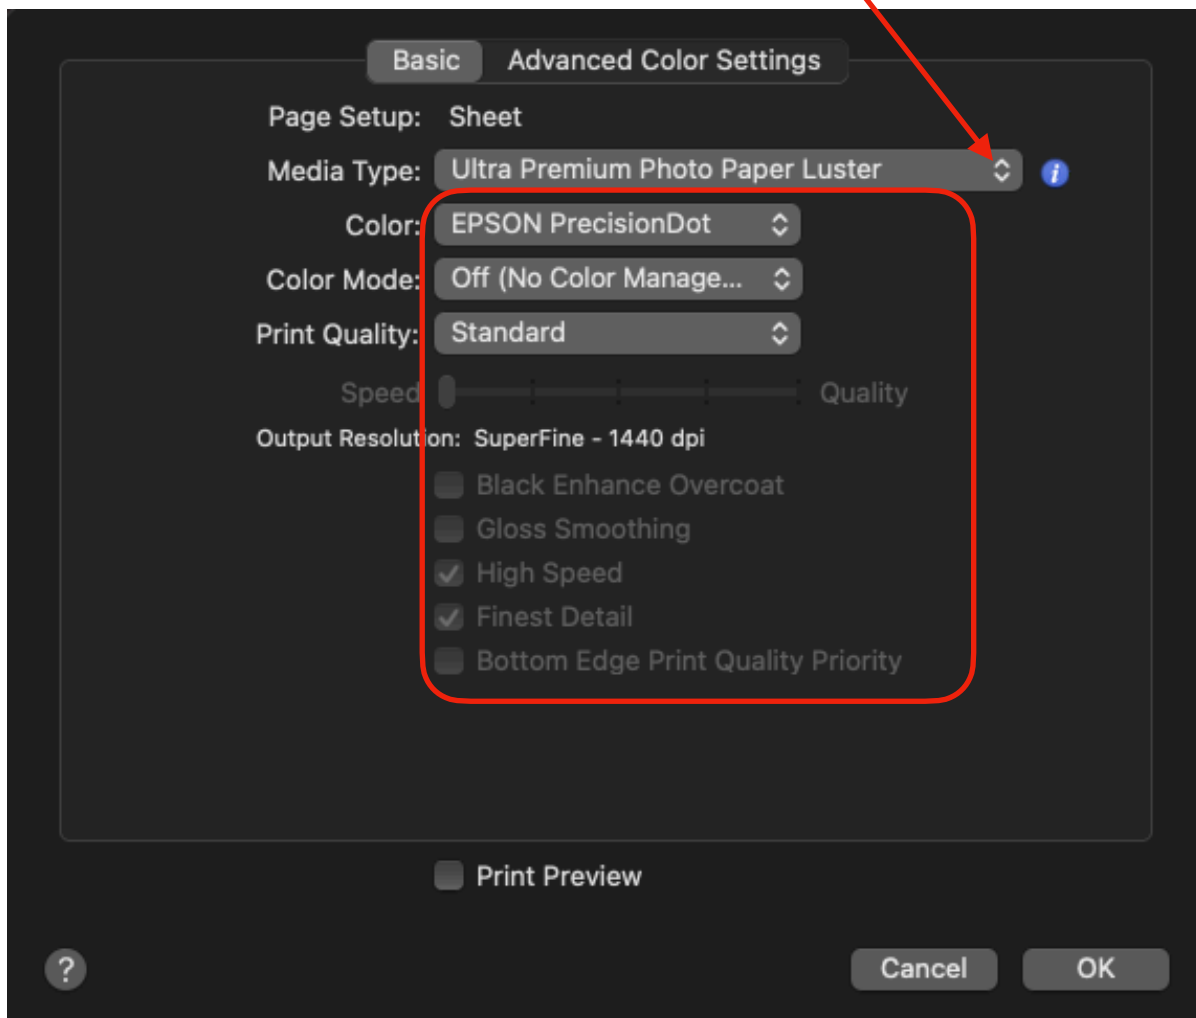 Basic Advanced Color Settings
Page Setup: Sheet
Media Type: Ultra Premium Photo Paper Luster i
Color: EPSON PrecisionDot
Color Mode: Off (No Color Manage...
Print Quality: Standard
Speed Quality
Output Resolution: SuperFine - 1440 dpi
Black Enhance Overcoat
Gloss Smoothing
High Speed
Finest Detail
Bottom Edge Print Quality Priority
Print Preview
? Cancel OK